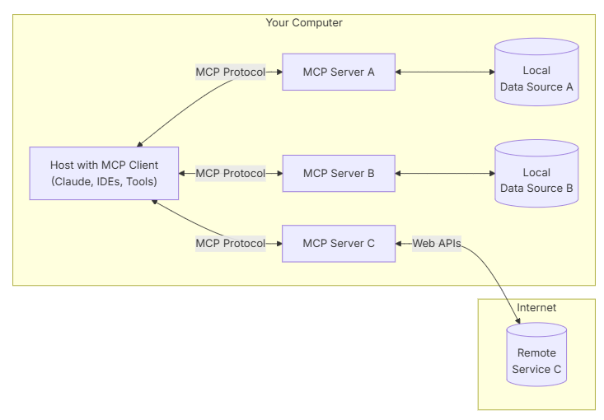 Your Computer
MCP Protocol
MCP Server A
Local
Data Source A
Host with MCP Client
(Claude, IDEs, Tools)
MCP Protocol
MCP Server B
Local
Data Source B
MCP Protocol
MCP Server C
Web APIs
Internet
Remote
Service C